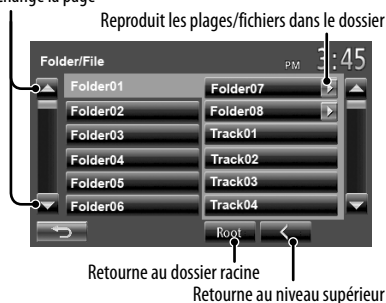 change la page
Reproduit les plages/fichiers dans le dossier
Folder/File PM 3:45
Folder01 Folder07
Folder02 Folder08
Folder03 Track01
Folder04 Track02
Folder05 Track03
Folder06 Track04
Root
Retourne au dossier racine
Retourne au niveau supérieur